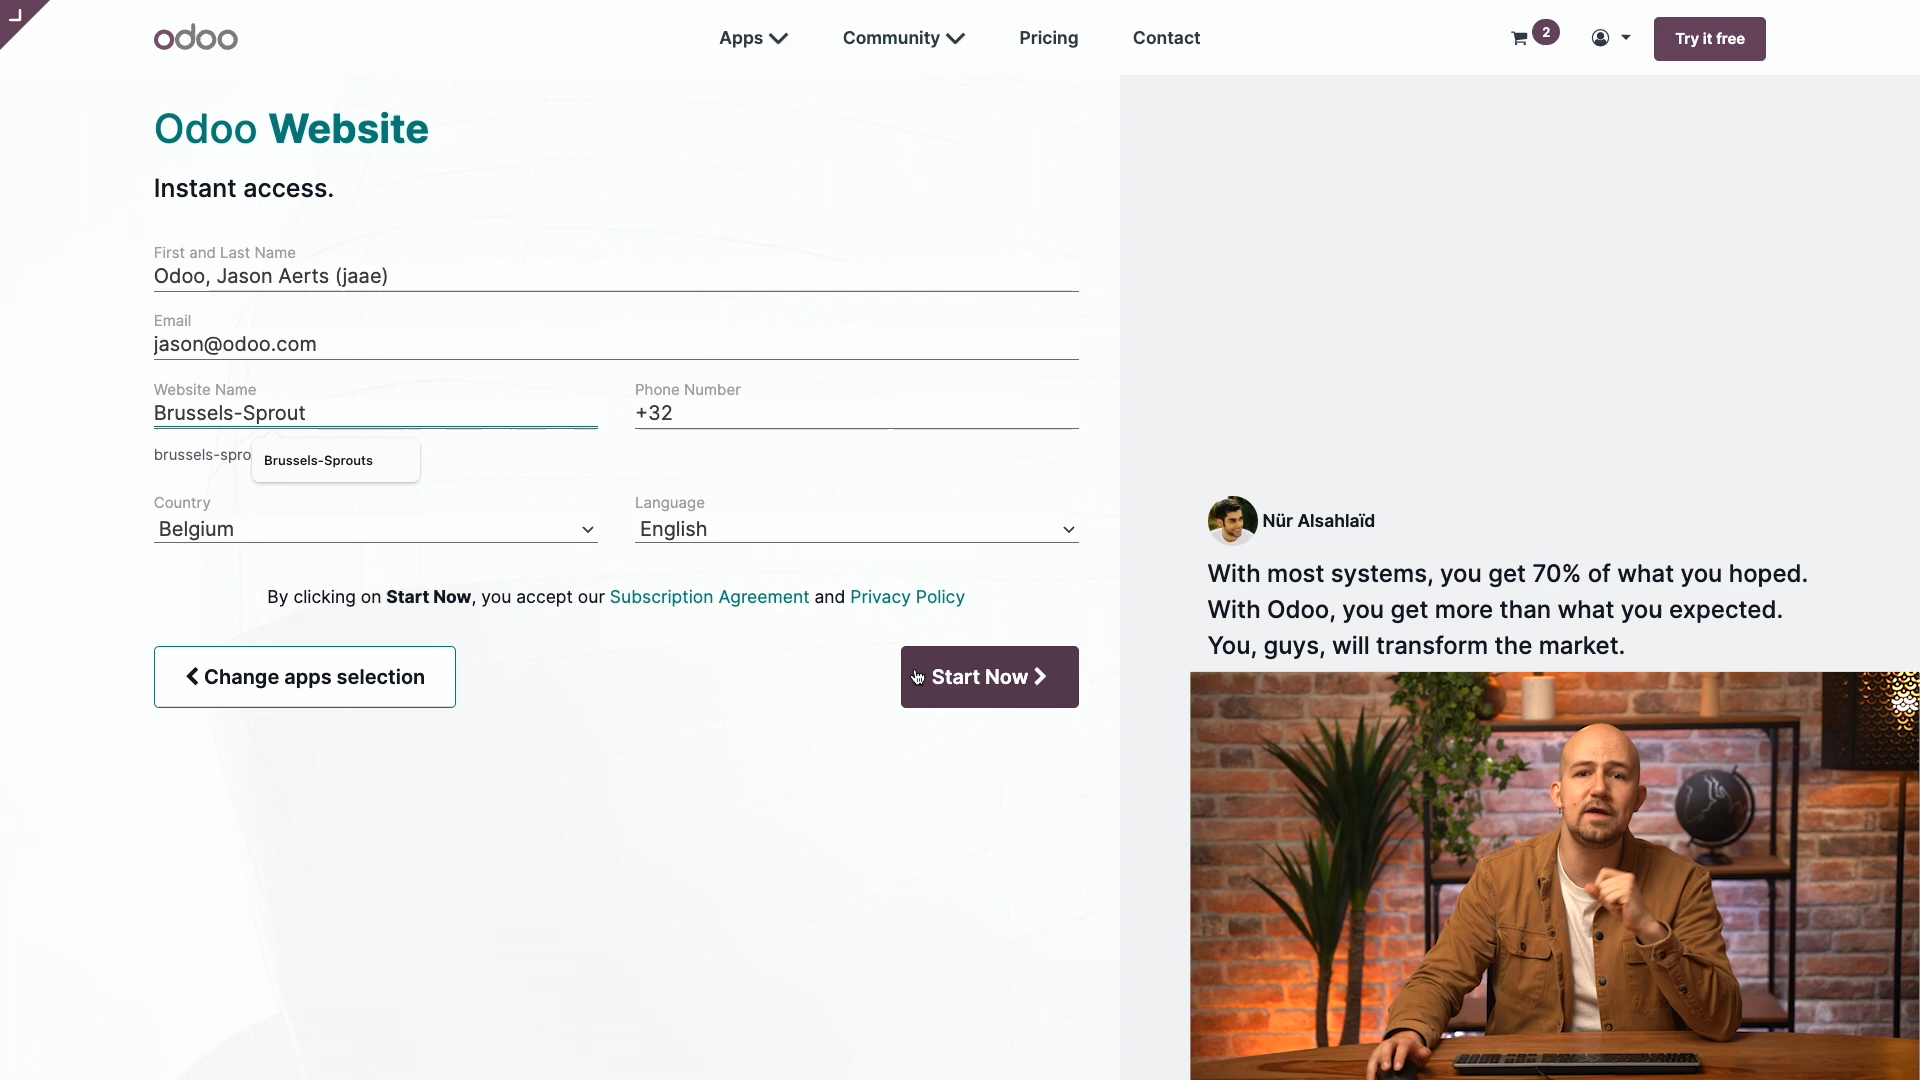 odoo
Apps
Community
Pricing
Contact
2
Try it free
Odoo Website
Instant access.
First and Last Name
Odoo, Jason Aerts (jaae)
Email
jason@odoo.com
Website Name
Brussels-Sprout
Phone Number
+32
brussels-spro
Brussels-Sprouts
Country
Belgium
Language
English
By clicking on Start Now, you accept our Subscription Agreement and Privacy Policy
Change apps selection
Start Now
Nür Alsahlaïd
With most systems, you get 70% of what you hoped.
With Odoo, you get more than what you expected.
You, guys, will transform the market.